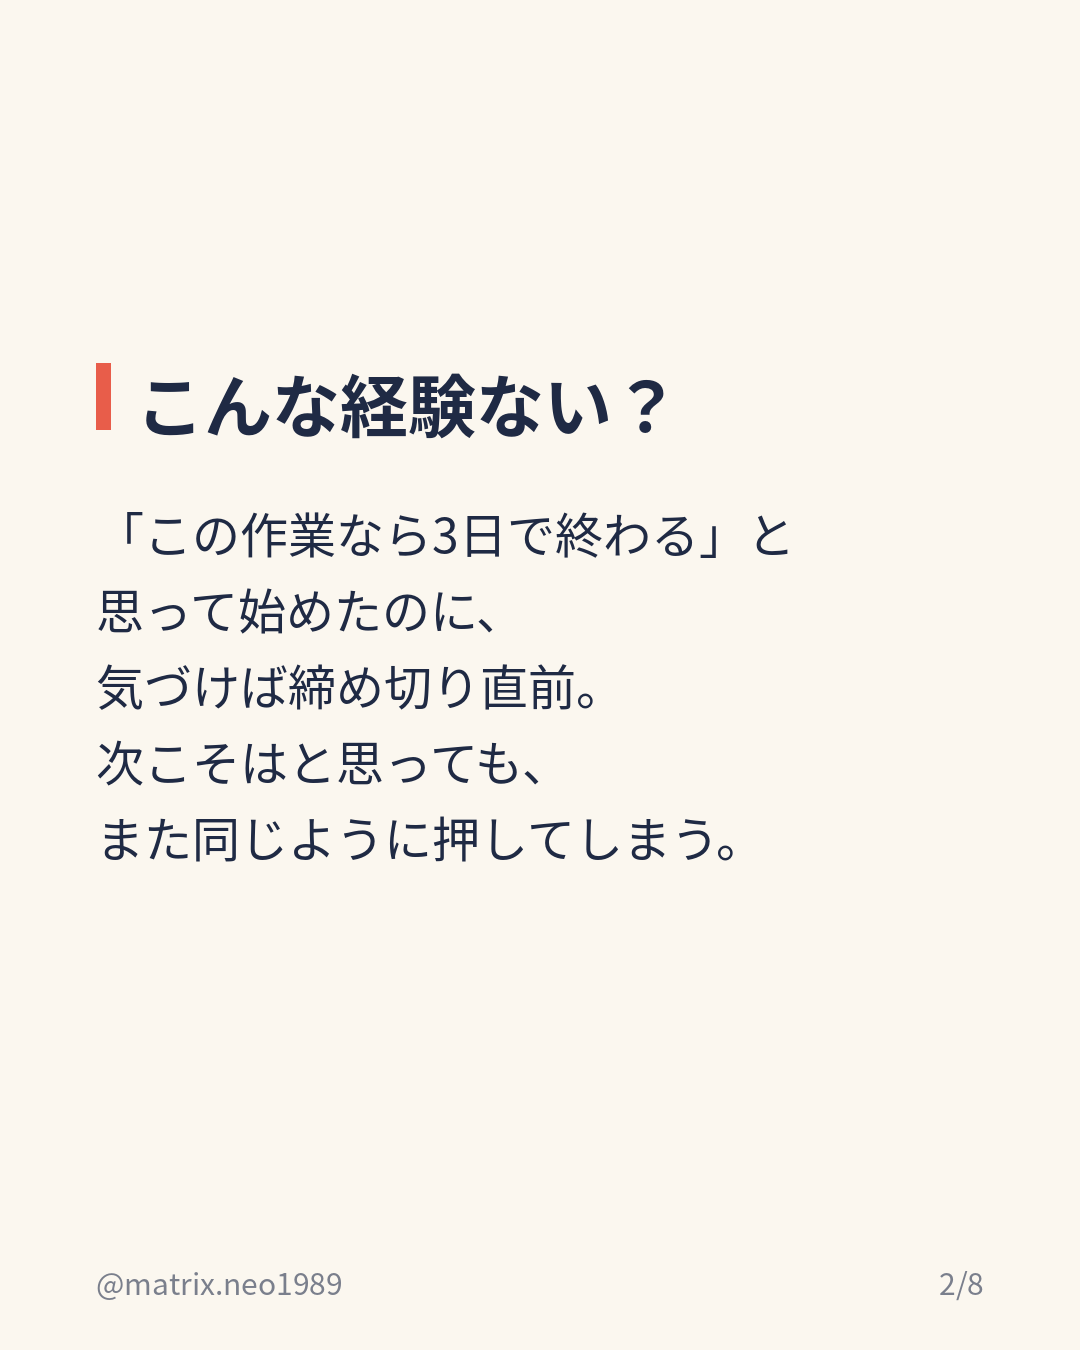 こんな経験ない？
「この作業なら3日で終わる」と
思って始めたのに、
気づけば締め切り直前。
次こそはと思っても、
また同じように押してしまう。
@matrix.neo1989
2/8